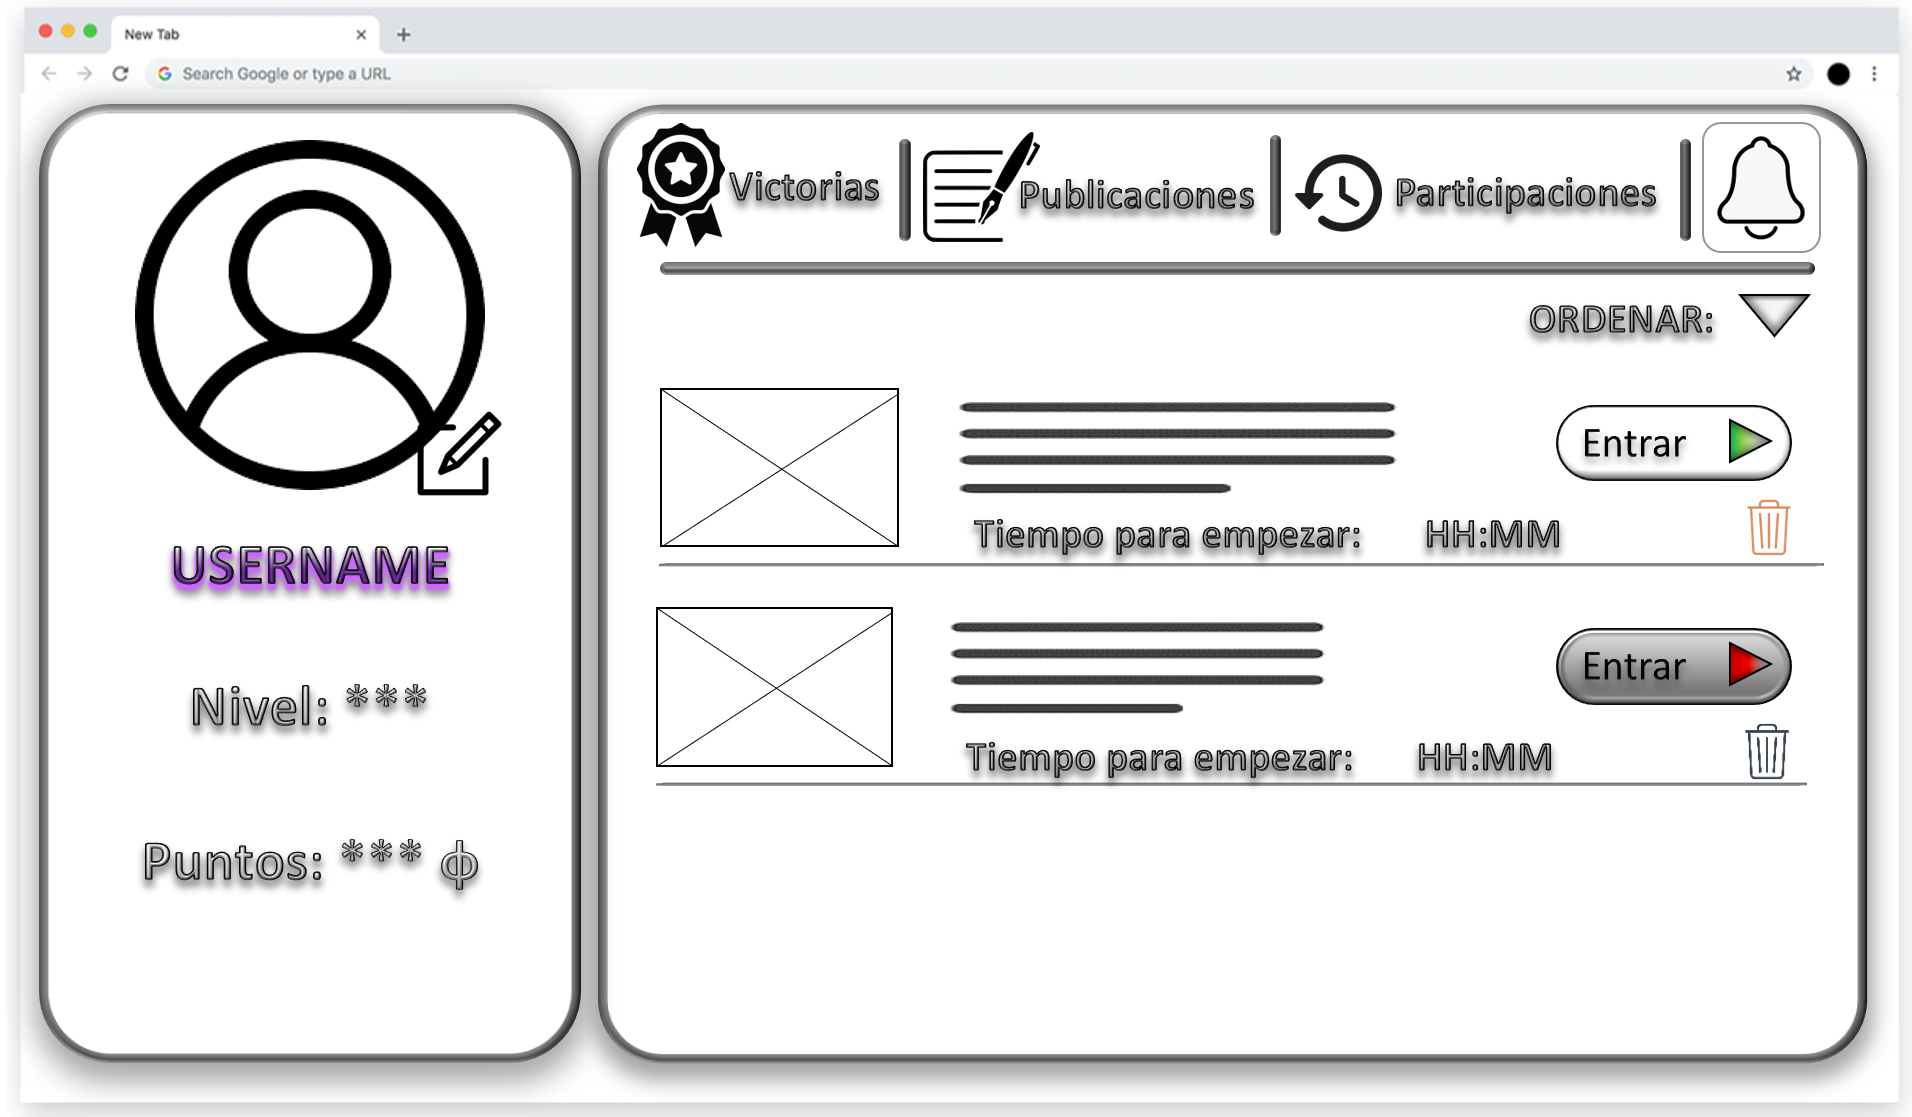 New Tab
Search Google or type a URL
USERNAME
Nivel: ***
Puntos: *** ф
Victorias
Publicaciones
Participaciones
ORDENAR:
Entrar
Tiempo para empezar: HH:MM
Entrar
Tiempo para empezar: HH:MM